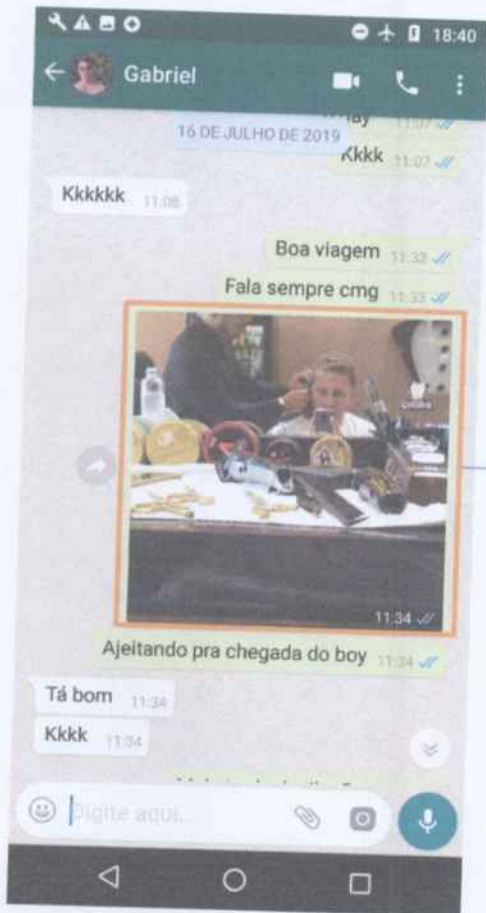 18:40
Gabriel
11:07
16 DE JULHO DE 2019
Kkkk 11:07
Kkkkkk 11:08
Boa viagem 11:33
Fala sempre cmg 11:33
11:34
Ajeitando pra chegada do boy 11:34
Tá bom 11:34
Kkkk 11:34
Digite aqui...